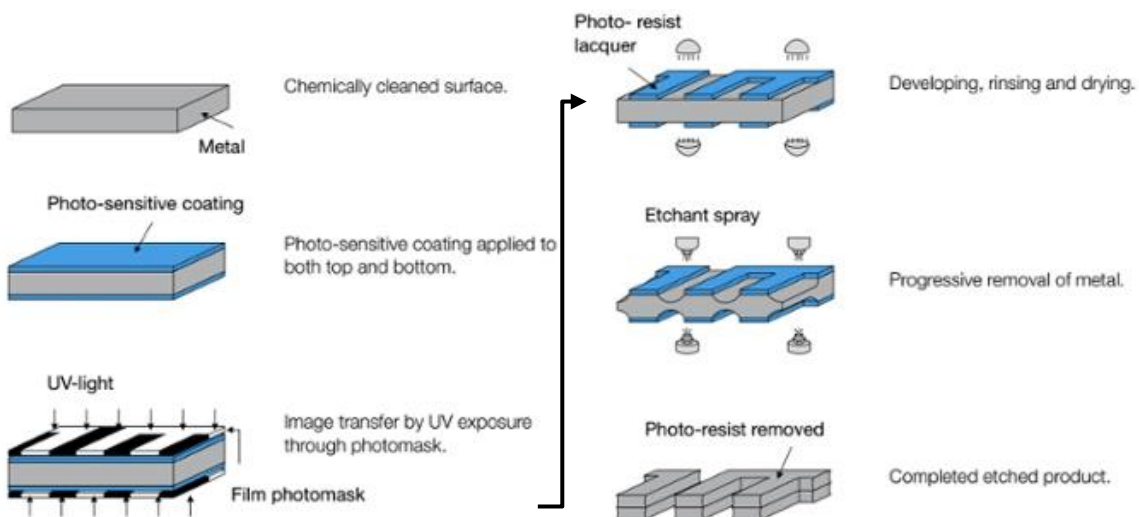 Chemically cleaned surface.
Metal
Photo-sensitive coating
Photo-sensitive coating applied to
both top and bottom.
UV-light
Image transfer by UV exposure
through photomask.
Film photomask
Photo- resist
lacquer
Developing, rinsing and drying.
Etchant spray
Progressive removal of metal.
Photo-resist removed
Completed etched product.